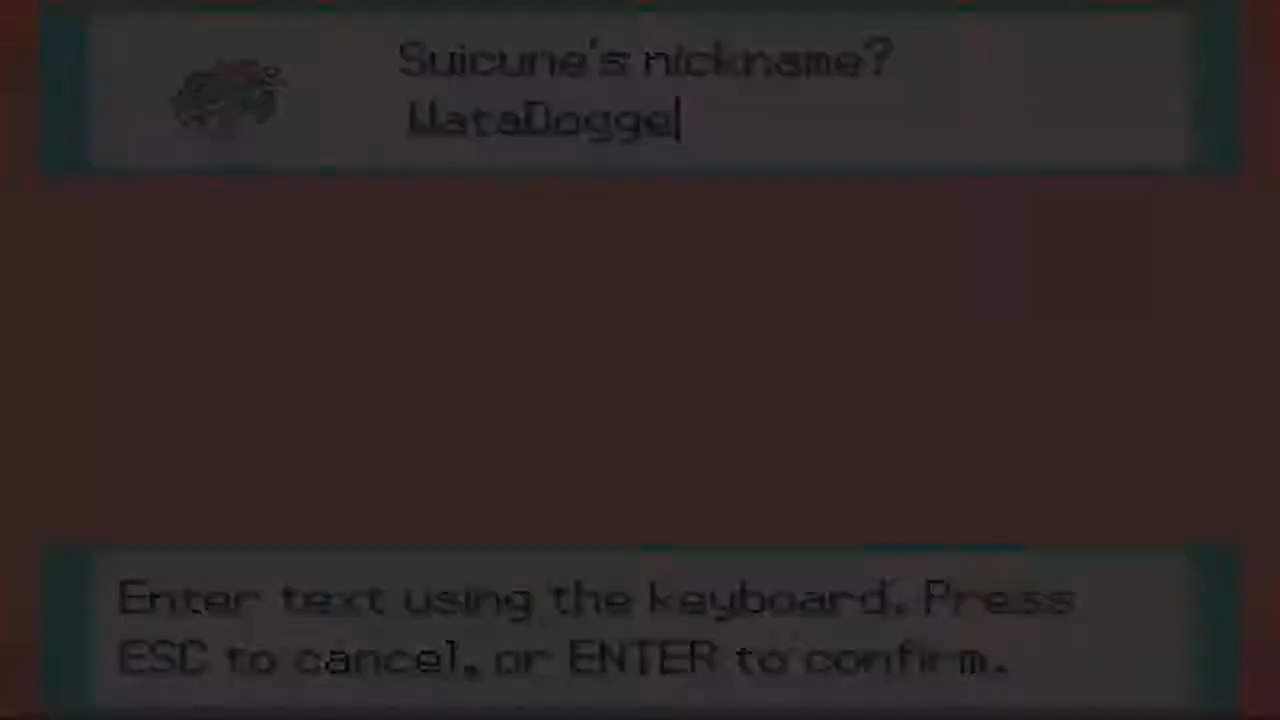 Suicune's nickname?
WataDogge
Enter text using the keyboard. Press
ESC to cancel, or ENTER to confirm.